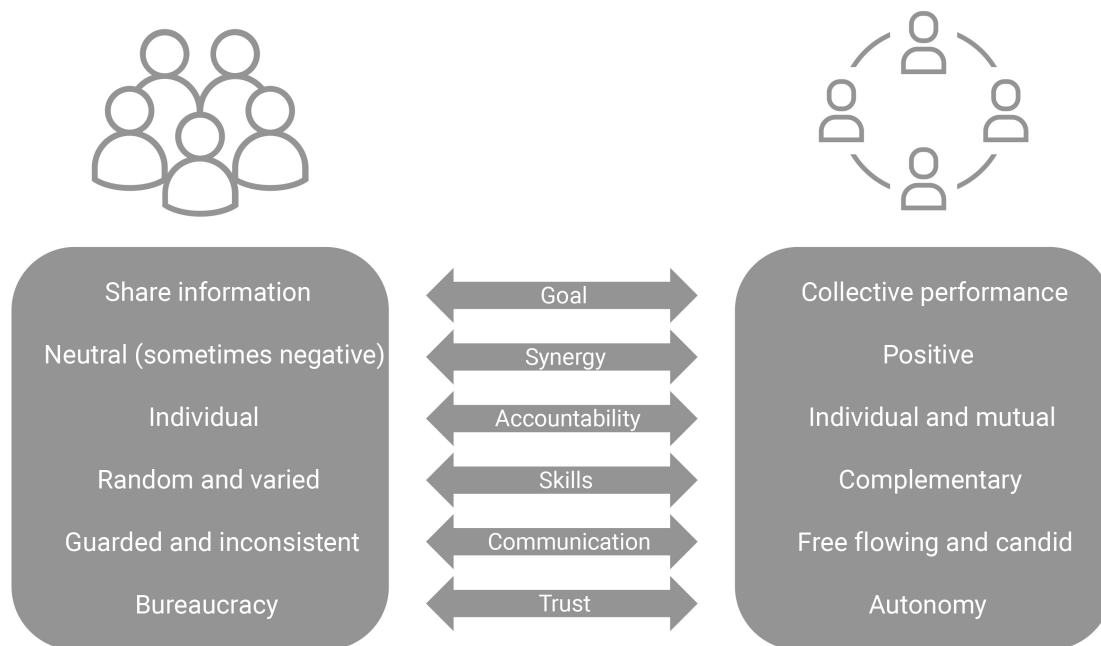 Share information
Goal
Collective performance
Neutral (sometimes negative)
Synergy
Positive
Individual
Accountability
Individual and mutual
Random and varied
Skills
Complementary
Guarded and inconsistent
Communication
Free flowing and candid
Bureaucracy
Trust
Autonomy